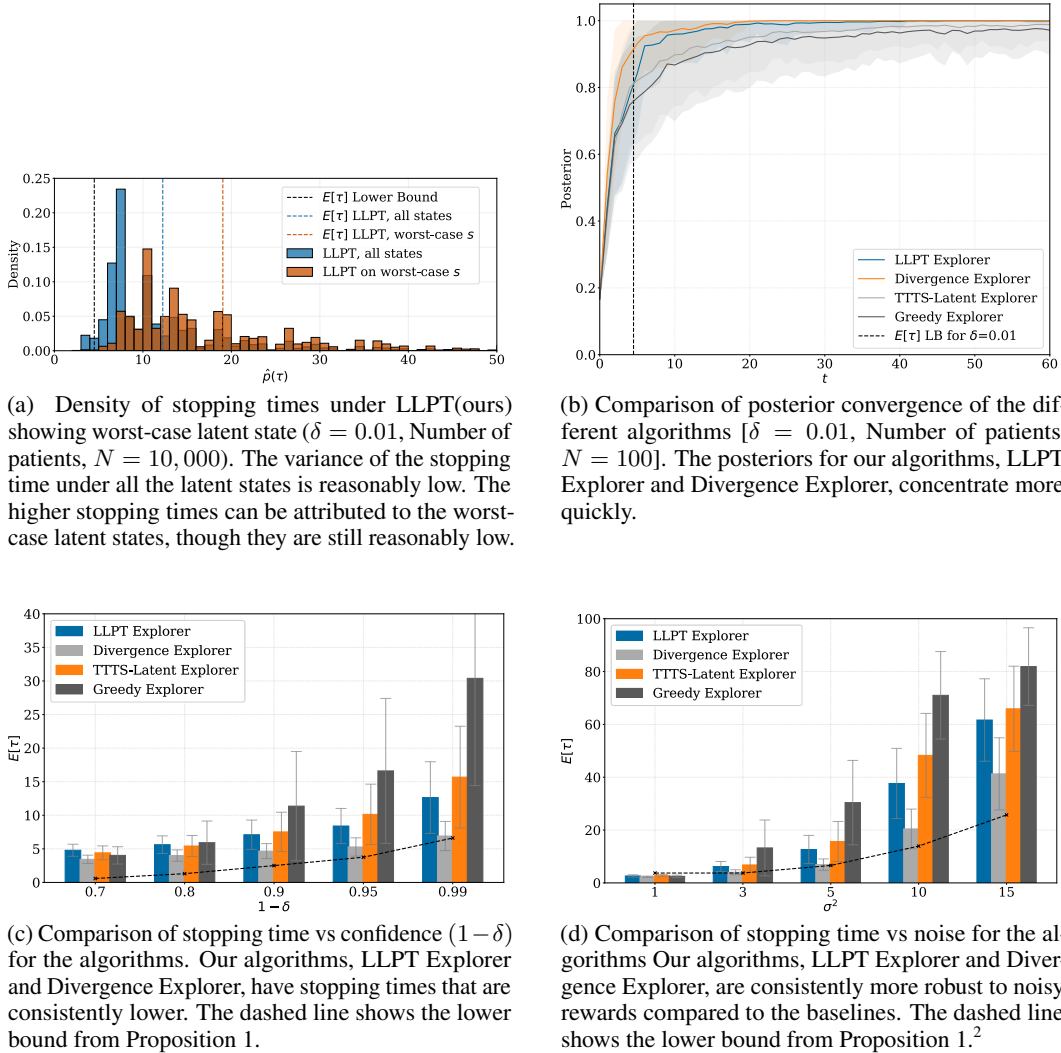 0.25
0.20
0.15
0.10
0.05
0.00
Density
0
10
20
30
40
50
p̂(τ)
E[τ] Lower Bound
E[τ] LLPT, all states
E[τ] LLPT, worst-case s
LLPT, all states
LLPT on worst-case s
(a) Density of stopping times under LLPT(ours)
showing worst-case latent state (δ = 0.01, Number of
patients, N = 10, 000). The variance of the stopping
time under all the latent states is reasonably low. The
higher stopping times can be attributed to the worst-
case latent states, though they are still reasonably low.
1.0
0.8
0.6
0.4
0.2
0.0
Posterior
0
10
20
30
40
50
60
t
LLPT Explorer
Divergence Explorer
TTTS-Latent Explorer
Greedy Explorer
E[τ] LB for δ=0.01
(b) Comparison of posterior convergence of the dif-
ferent algorithms [δ = 0.01, Number of patients
N = 100]. The posteriors for our algorithms, LLPT
Explorer and Divergence Explorer, concentrate more
quickly.
40
35
30
25
20
15
10
5
0
E[τ]
0.7
0.8
0.9
0.95
0.99
1−δ
LLPT Explorer
Divergence Explorer
TTTS-Latent Explorer
Greedy Explorer
(c) Comparison of stopping time vs confidence (1−δ)
for the algorithms. Our algorithms, LLPT Explorer
and Divergence Explorer, have stopping times that are
consistently lower. The dashed line shows the lower
bound from Proposition 1.
100
80
60
40
20
0
E[τ]
1
3
5
10
15
σ²
LLPT Explorer
Divergence Explorer
TTTS-Latent Explorer
Greedy Explorer
(d) Comparison of stopping time vs noise for the al-
gorithms Our algorithms, LLPT Explorer and Diver-
gence Explorer, are consistently more robust to noisy
rewards compared to the baselines. The dashed line
shows the lower bound from Proposition 1.²